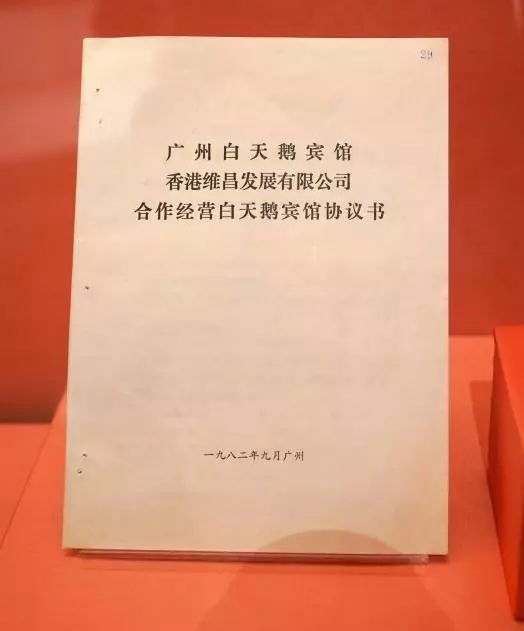 29
广州白天鹅宾馆
香港维昌发展有限公司
合作经营白天鹅宾馆协议书
一九八二年九月广州